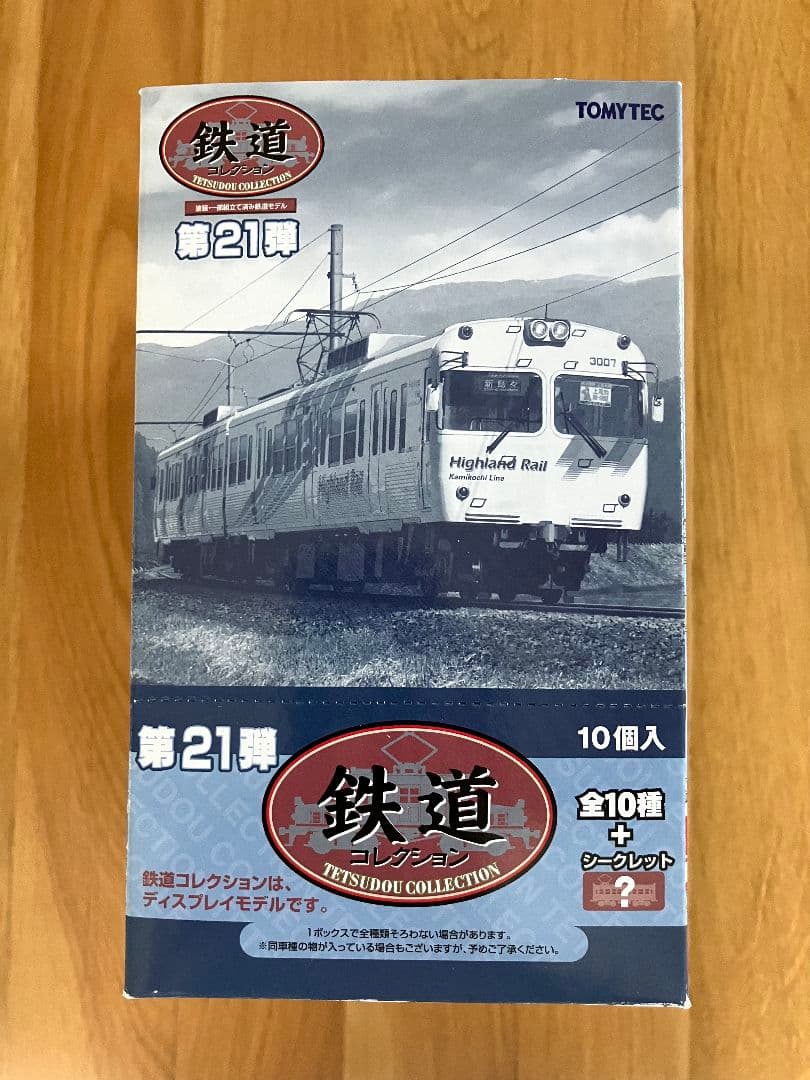 鉄道
コレクション
TETSUDOU COLLECTION
TOMYTEC
塗装・一部組立て済み鉄道モデル
第21弾
3007
新島々
Highland Rail
Kamikochi Line
Highland Rail
第21弾
10個入
鉄道
コレクション
TETSUDOU COLLECTION
全10種
+
シークレット
?
鉄道コレクションは、
ディスプレイモデルです。
1ボックスで全種類そろわない場合があります。
※同車種の物が入っている場合もございますが、予めご了承ください。